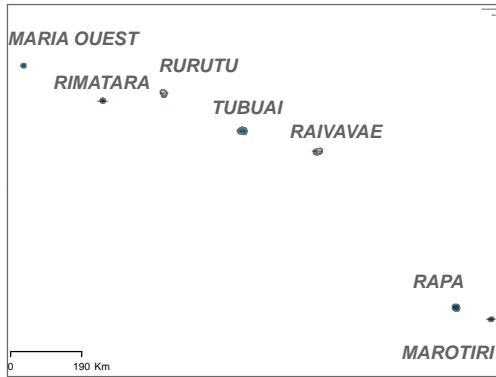 MARIA OUEST
RURUTU
RIMATARA
TUBUAI
RAIVAVAE
RAPA
MAROTIRI
0 190 Km